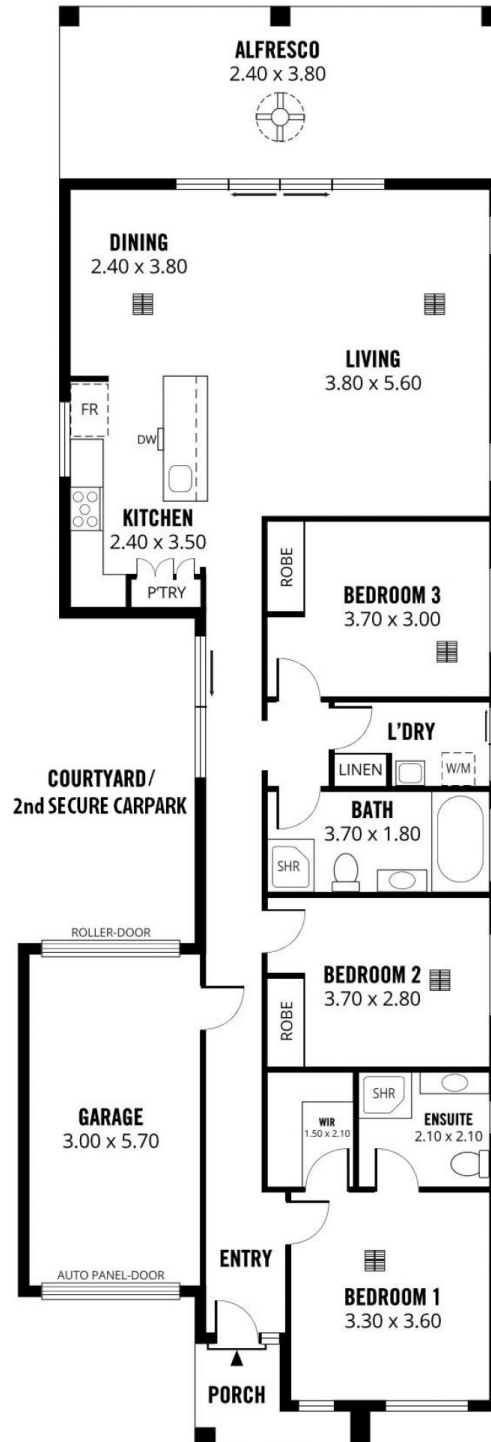 ALFRESCO
2.40 x 3.80
DINING
2.40 x 3.80
LIVING
3.80 x 5.60
FR
DW
KITCHEN
2.40 x 3.50
P'TRY
ROBE
BEDROOM 3
3.70 x 3.00
L'DRY
LINEN
W/M
COURTYARD/
2nd SECURE CARPARK
BATH
3.70 x 1.80
SHR
ROLLER-DOOR
BEDROOM 2
3.70 x 2.80
ROBE
GARAGE
3.00 x 5.70
WIR
1.50 x 2.10
SHR
ENSUITE
2.10 x 2.10
ENTRY
AUTO PANEL-DOOR
BEDROOM 1
3.30 x 3.60
PORCH